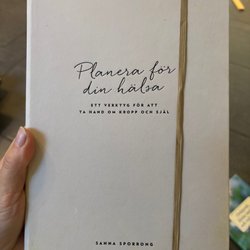 Planera för
din hälsa
ETT VERKTYG FÖR ATT
TA HAND OM KROPP OCH SJÄL
SANNA SPORRONG